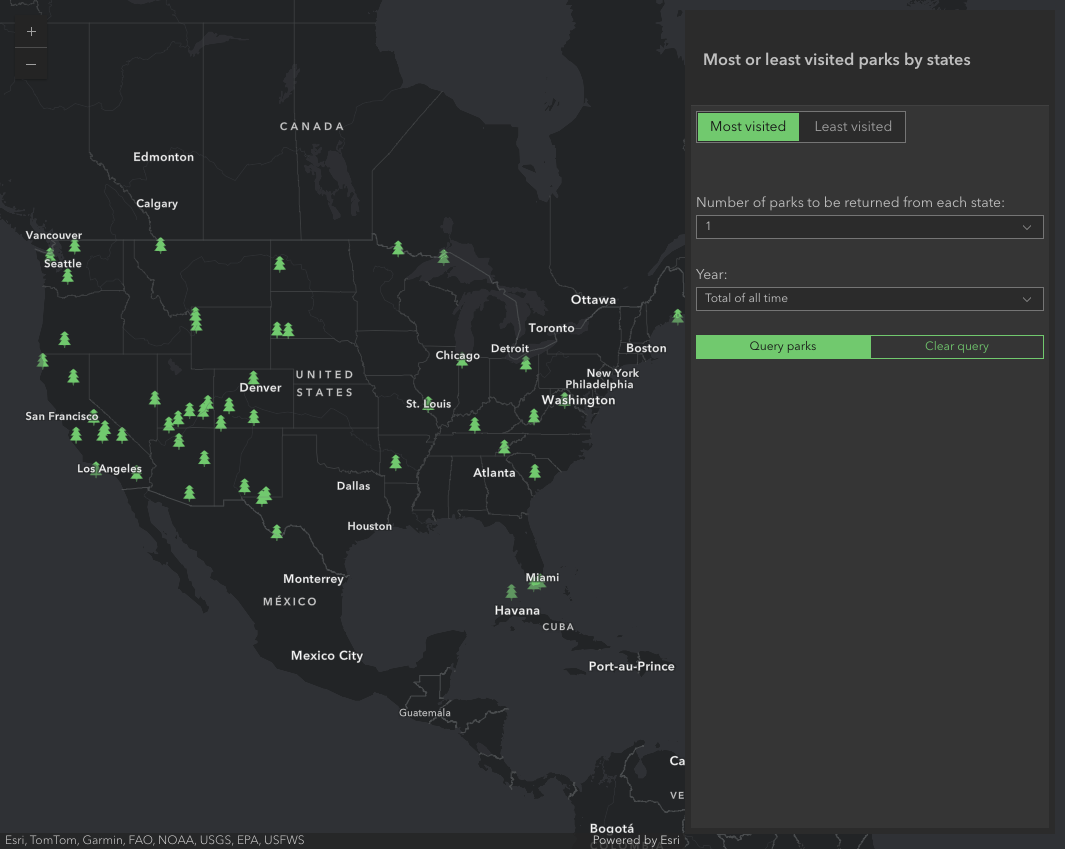 +
–
CANADA
Edmonton
Calgary
Vancouver
Seattle
Ottawa
Toronto
Detroit
Boston
Chicago
New York
Philadelphia
Washington
UNITED
STATES
Denver
St. Louis
San Francisco
Los Angeles
Atlanta
Dallas
Houston
Monterrey
MÉXICO
Miami
Havana
CUBA
Mexico City
Port-au-Prince
Guatemala
Ca
VE
Bogotá
Esri, TomTom, Garmin, FAO, NOAA, USGS, EPA, USFWS
Powered by Esri
Most or least visited parks by states
Most visited
Least visited
Number of parks to be returned from each state:
1
Year:
Total of all time
Query parks
Clear query